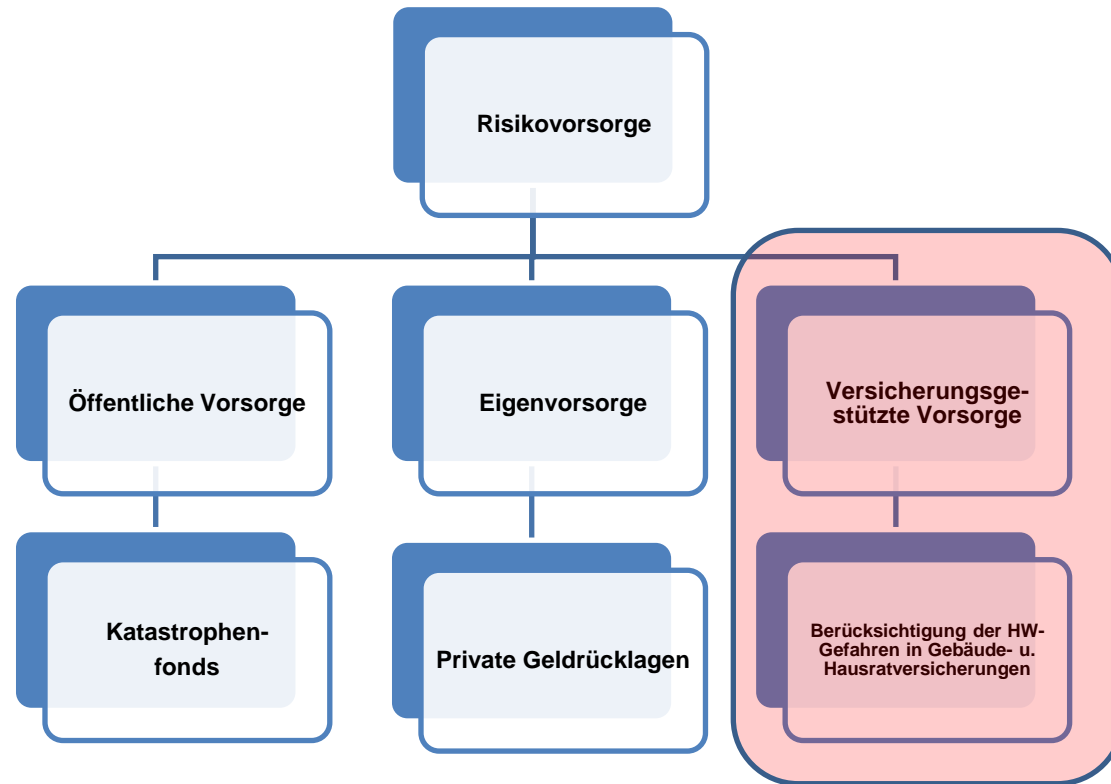 Risikovorsorge
Öffentliche Vorsorge
Eigenvorsorge
Versicherungsge-
stützte Vorsorge
Katastrophen-
fonds
Private Geldrücklagen
Berücksichtigung der HW-
Gefahren in Gebäude- u.
Hausratversicherungen